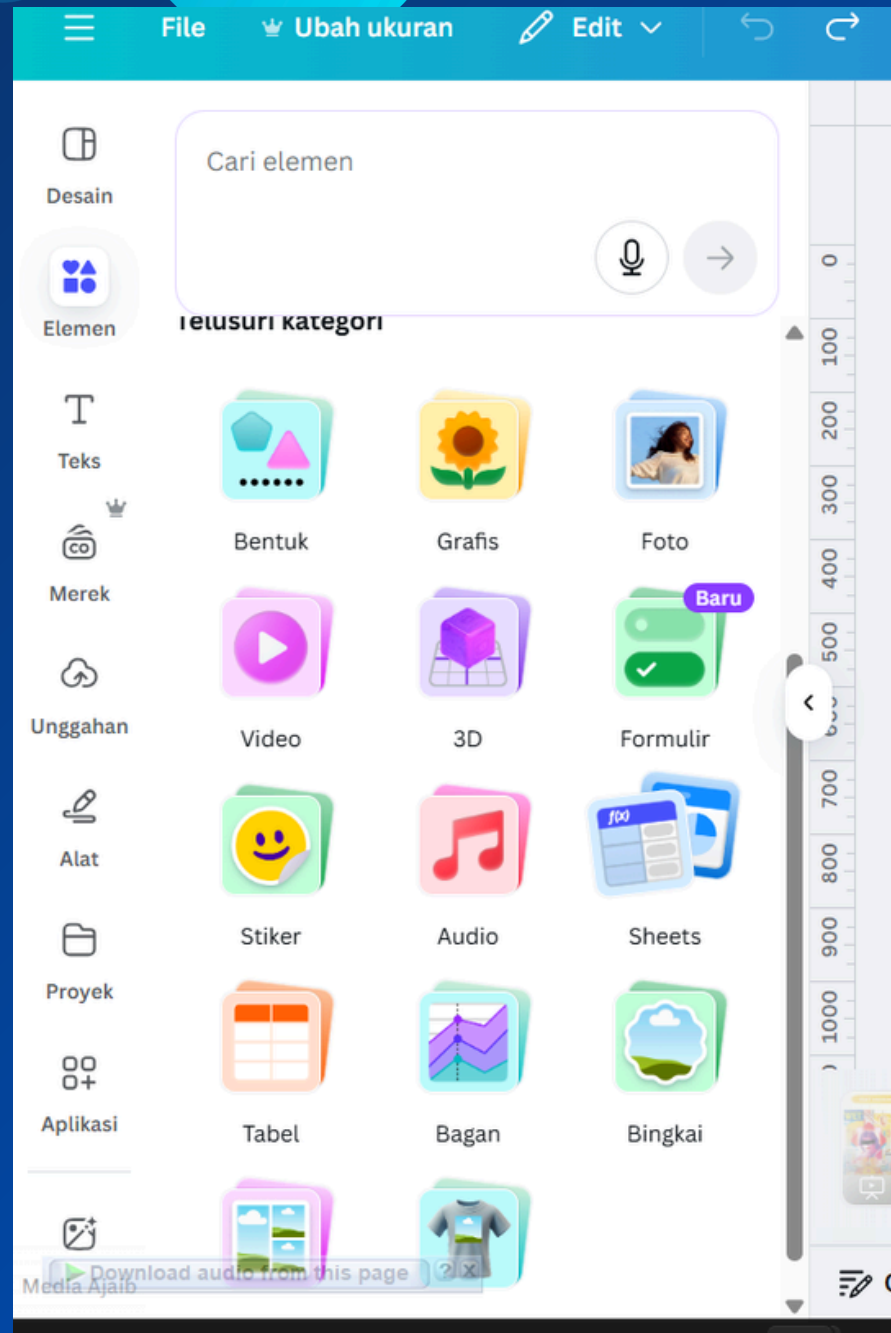 File Ubah ukuran Edit
Cari elemen
Desain
Elemen
Telusuri kategori
Teks
Bentuk Grafis Foto
Merek
CO
Baru
Unggahan
Video 3D Formulir
Alat
f(x)
Stiker Audio Sheets
Proyek
Aplikasi
Tabel Bagan Bingkai
Media Ajaib
Download audio from this page ? X
0
100
200
300
400
500
700
800
900
1000